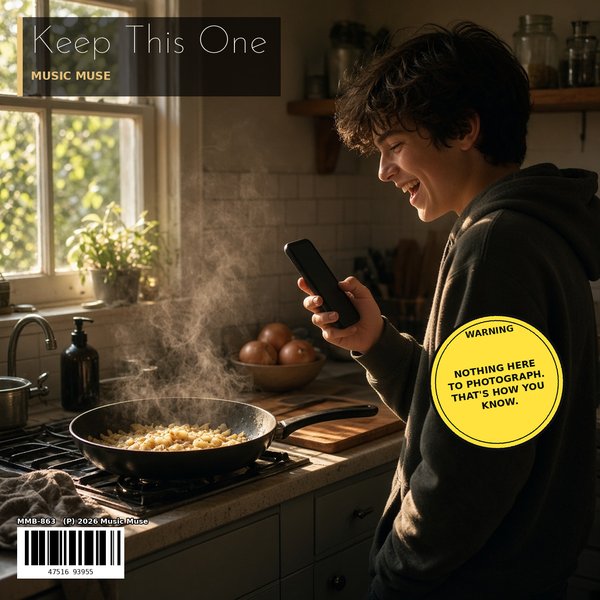 Keep This One
MUSIC MUSE
WARNING
NOTHING HERE
TO PHOTOGRAPH.
THAT'S HOW YOU
KNOW.
MMB-863 (P) 2026 Music Muse
47516 93955